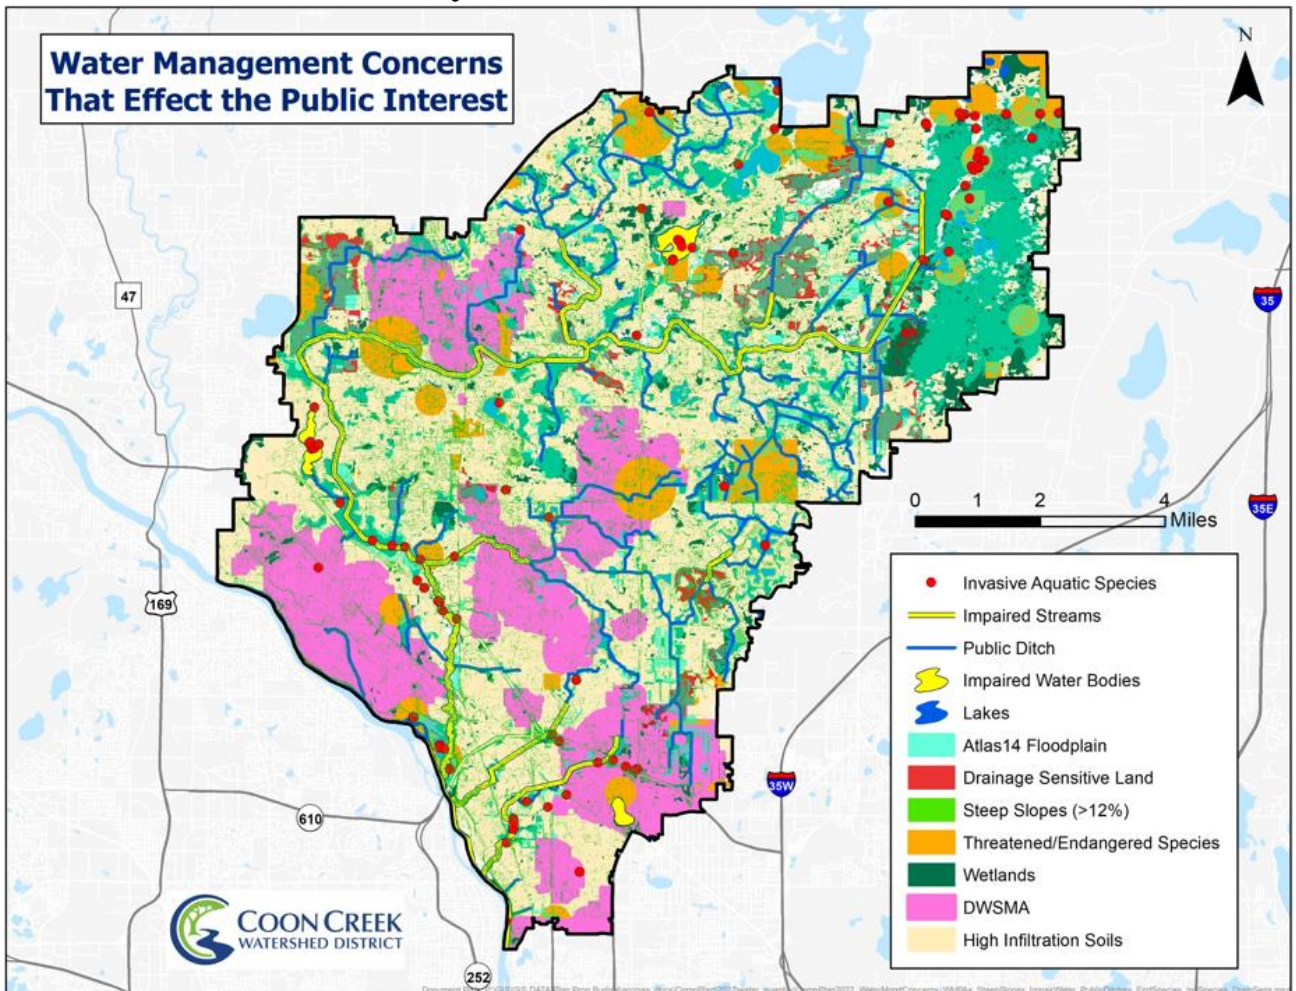 Water Management Concerns
That Effect the Public Interest
N
47
35
35E
169
0 1 2 4
Miles
Invasive Aquatic Species
Impaired Streams
Public Ditch
Impaired Water Bodies
Lakes
Atlas14 Floodplain
Drainage Sensitive Land
Steep Slopes (>12%)
Threatened/Endangered Species
Wetlands
DWSMA
High Infiltration Soils
35W
610
COON CREEK
WATERSHED DISTRICT
252